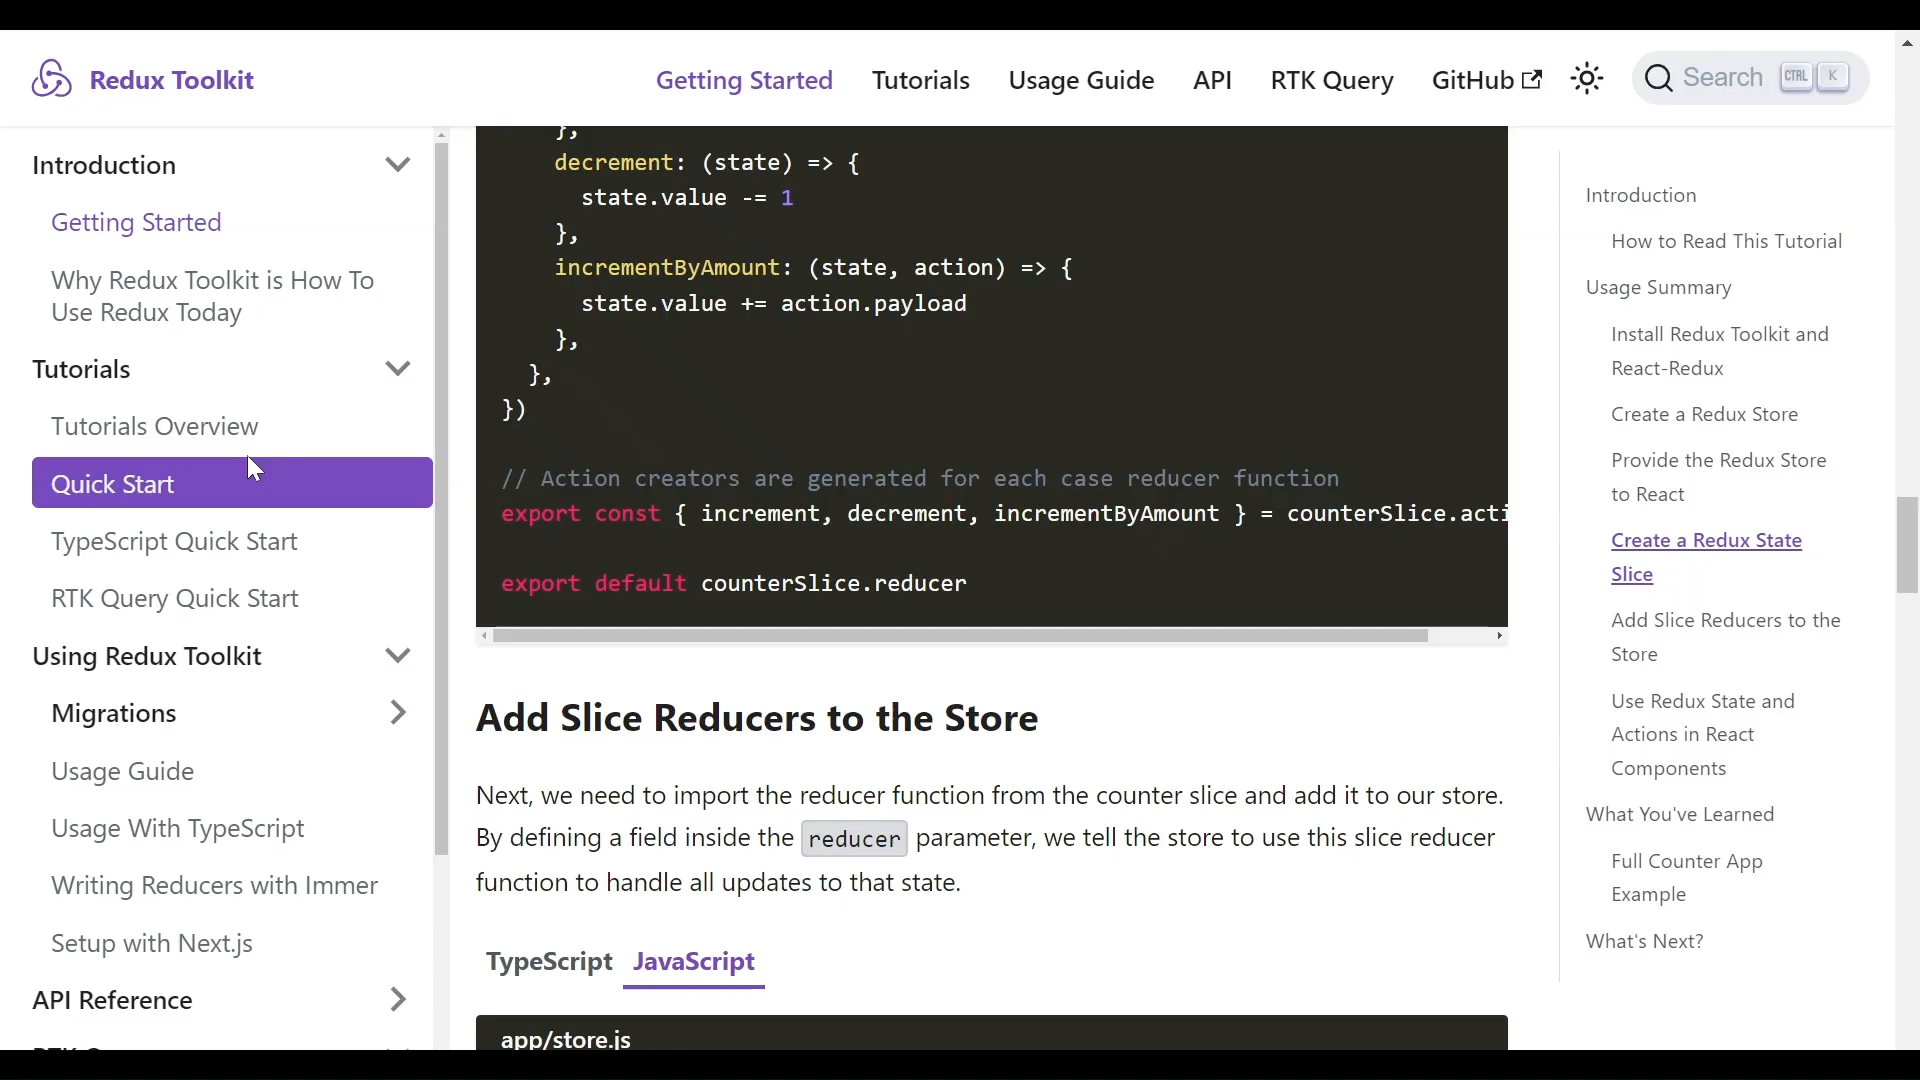 Redux Toolkit
Getting Started Tutorials Usage Guide API RTK Query GitHub Search CTRL K
Introduction
Getting Started
Why Redux Toolkit is How To
Use Redux Today
Tutorials
Tutorials Overview
Quick Start
TypeScript Quick Start
RTK Query Quick Start
Using Redux Toolkit
Migrations
Usage Guide
Usage With TypeScript
Writing Reducers with Immer
Setup with Next.js
API Reference
},
decrement: (state) => {
state.value -= 1
},
incrementByAmount: (state, action) => {
state.value += action.payload
},
},
})
// Action creators are generated for each case reducer function
export const { increment, decrement, incrementByAmount } = counterSlice.acti
export default counterSlice.reducer
Add Slice Reducers to the Store
Next, we need to import the reducer function from the counter slice and add it to our store.
By defining a field inside the reducer parameter, we tell the store to use this slice reducer
function to handle all updates to that state.
TypeScript JavaScript
app/store.js
Introduction
How to Read This Tutorial
Usage Summary
Install Redux Toolkit and
React-Redux
Create a Redux Store
Provide the Redux Store
to React
Create a Redux State
Slice
Add Slice Reducers to the
Store
Use Redux State and
Actions in React
Components
What You've Learned
Full Counter App
Example
What's Next?